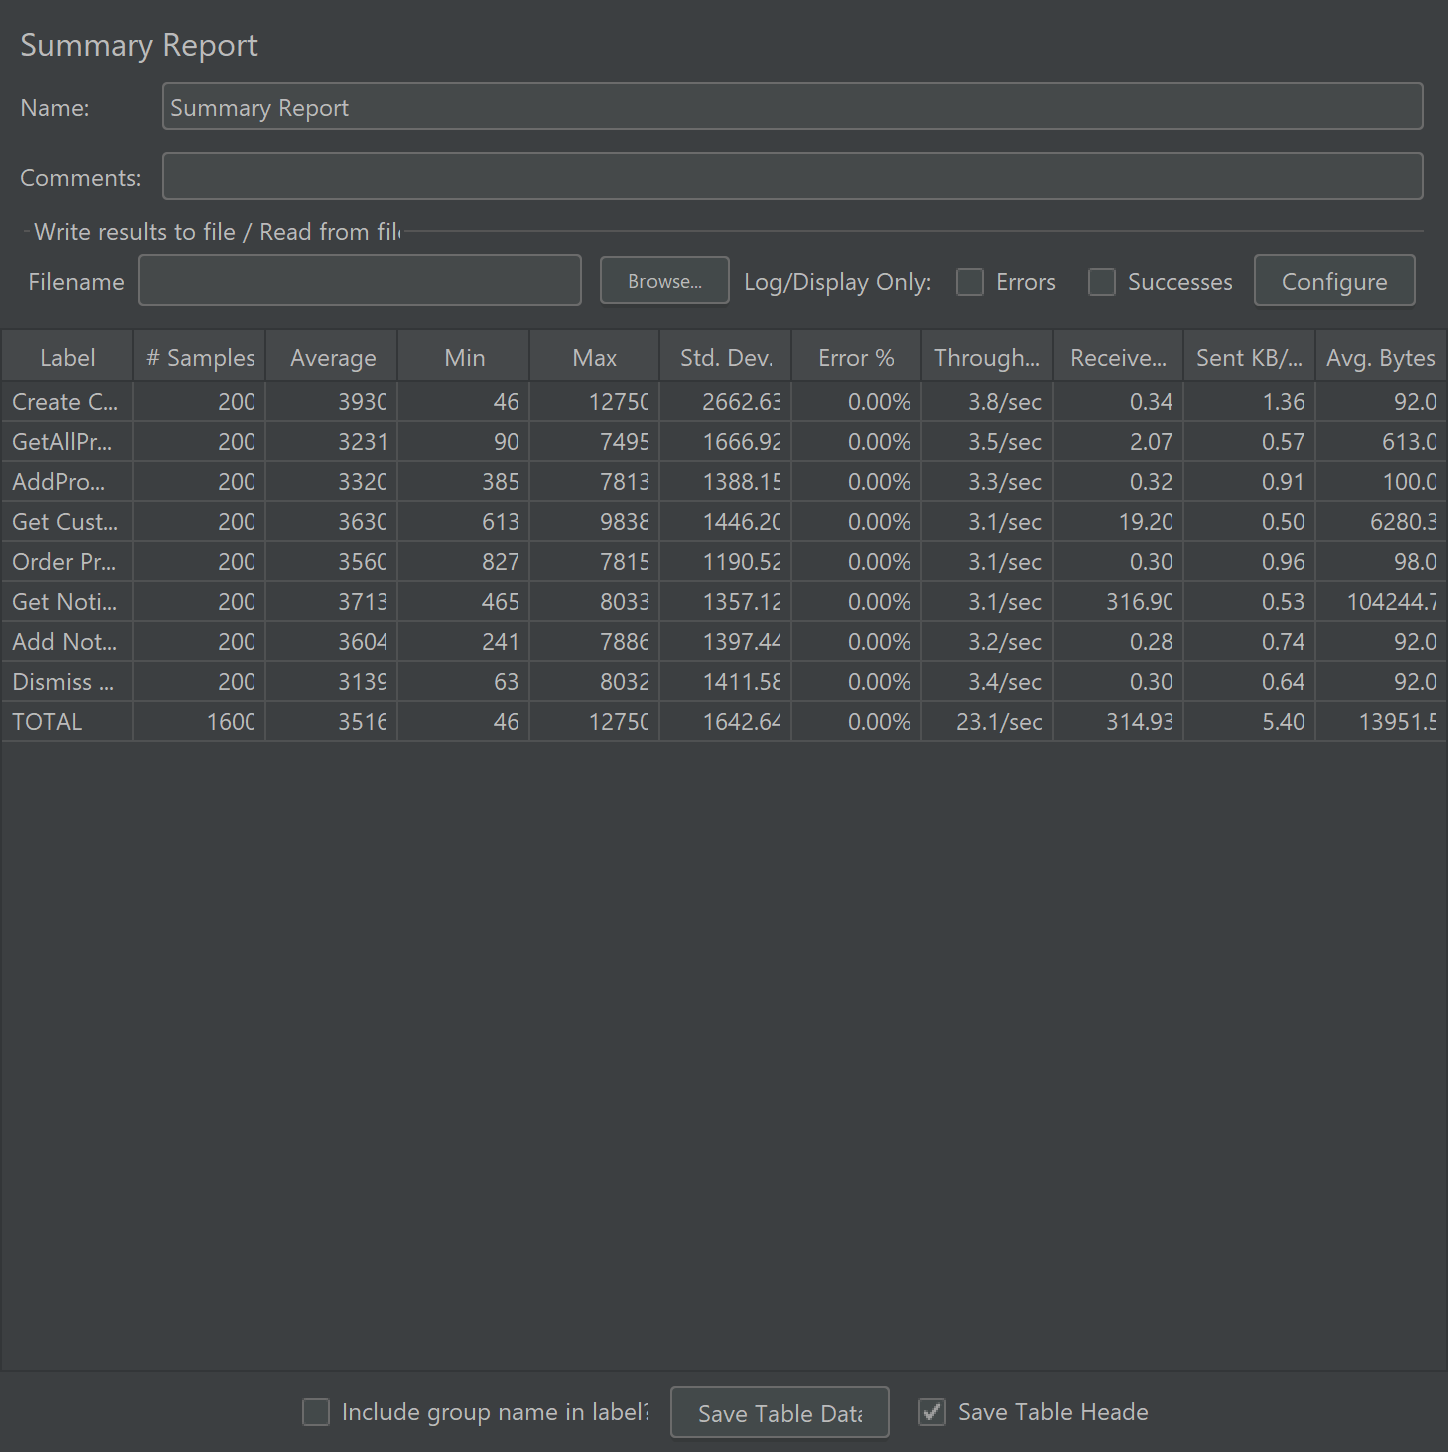 Summary Report
Name: Summary Report
Comments:
Write results to file / Read from file
Filename Browse... Log/Display Only: Errors Successes Configure
Label # Samples Average Min Max Std. Dev. Error % Through... Receive... Sent KB/... Avg. Bytes
Create C... 200 3930 46 12750 2662.63 0.00% 3.8/sec 0.34 1.36 92.0
GetAllPr... 200 3231 90 7495 1666.92 0.00% 3.5/sec 2.07 0.57 613.0
AddPro... 200 3320 385 7813 1388.15 0.00% 3.3/sec 0.32 0.91 100.0
Get Cust... 200 3630 613 9838 1446.20 0.00% 3.1/sec 19.20 0.50 6280.3
Order Pr... 200 3560 827 7815 1190.52 0.00% 3.1/sec 0.30 0.96 98.0
Get Noti... 200 3713 465 8033 1357.12 0.00% 3.1/sec 316.90 0.53 104244.7
Add Not... 200 3604 241 7886 1397.44 0.00% 3.2/sec 0.28 0.74 92.0
Dismiss ... 200 3139 63 8032 1411.58 0.00% 3.4/sec 0.30 0.64 92.0
TOTAL 1600 3516 46 12750 1642.64 0.00% 23.1/sec 314.93 5.40 13951.5
Include group name in label? Save Table Data Save Table Heade